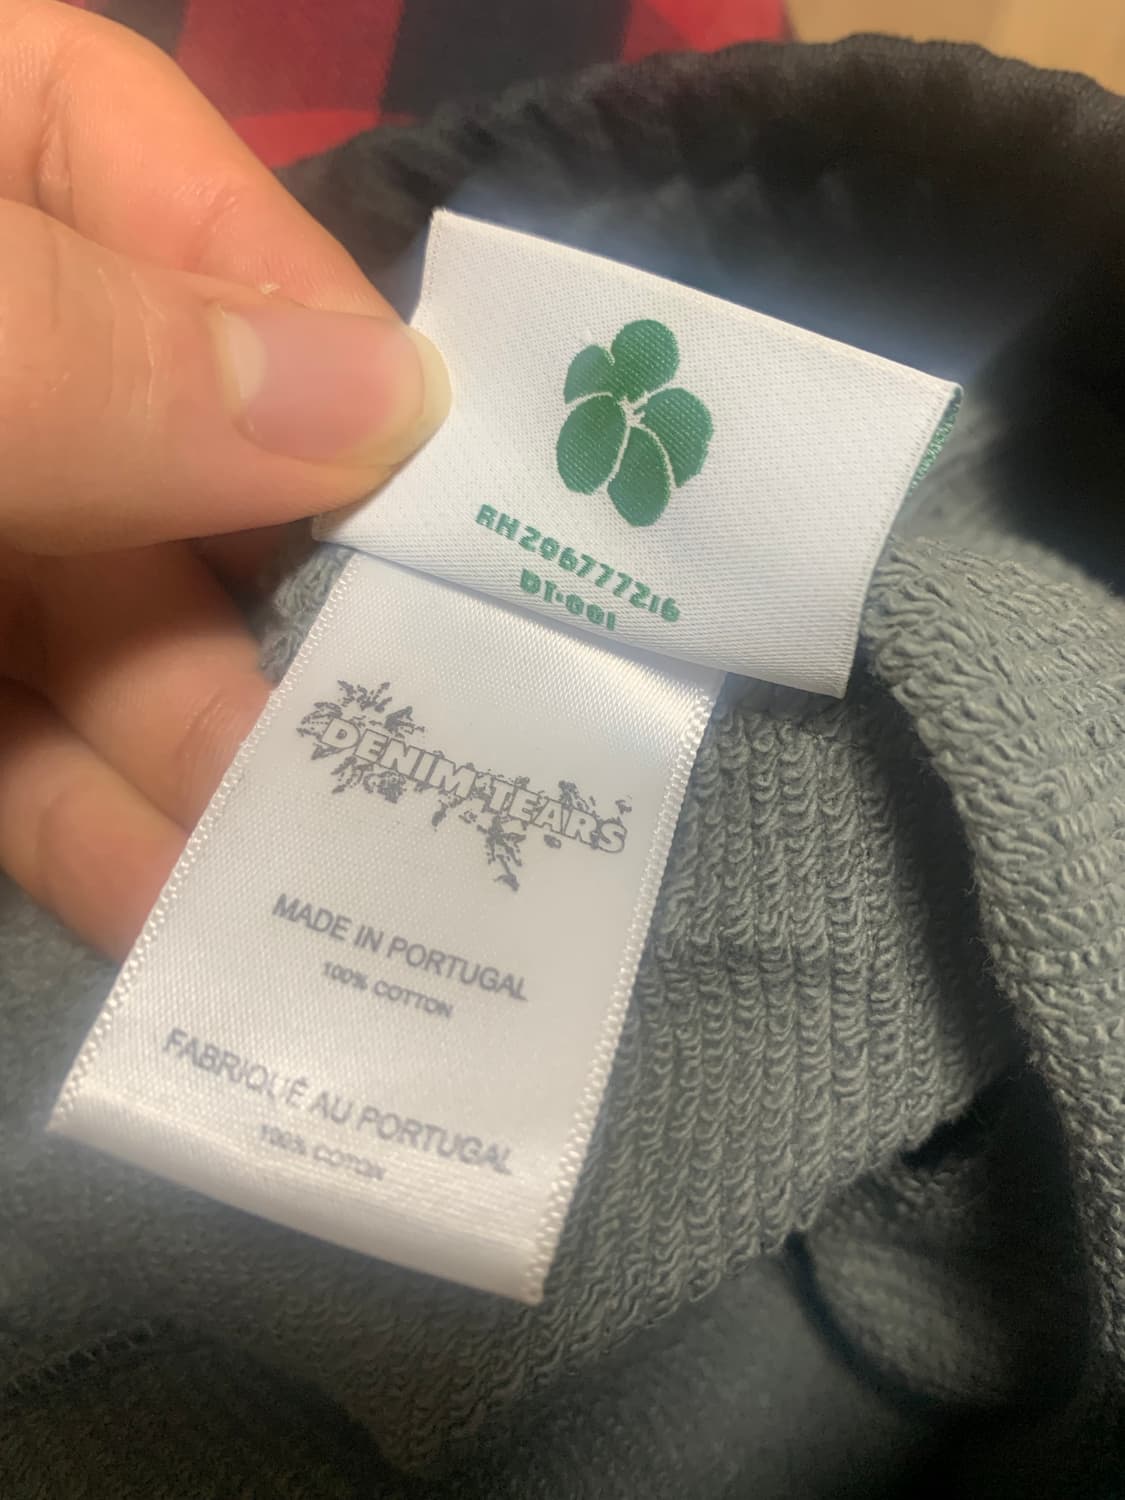 RH206777216
DT-001
DENIM TEARS
MADE IN PORTUGAL
100% COTTON
FABRIQUÉ AU PORTUGAL
100% COTON